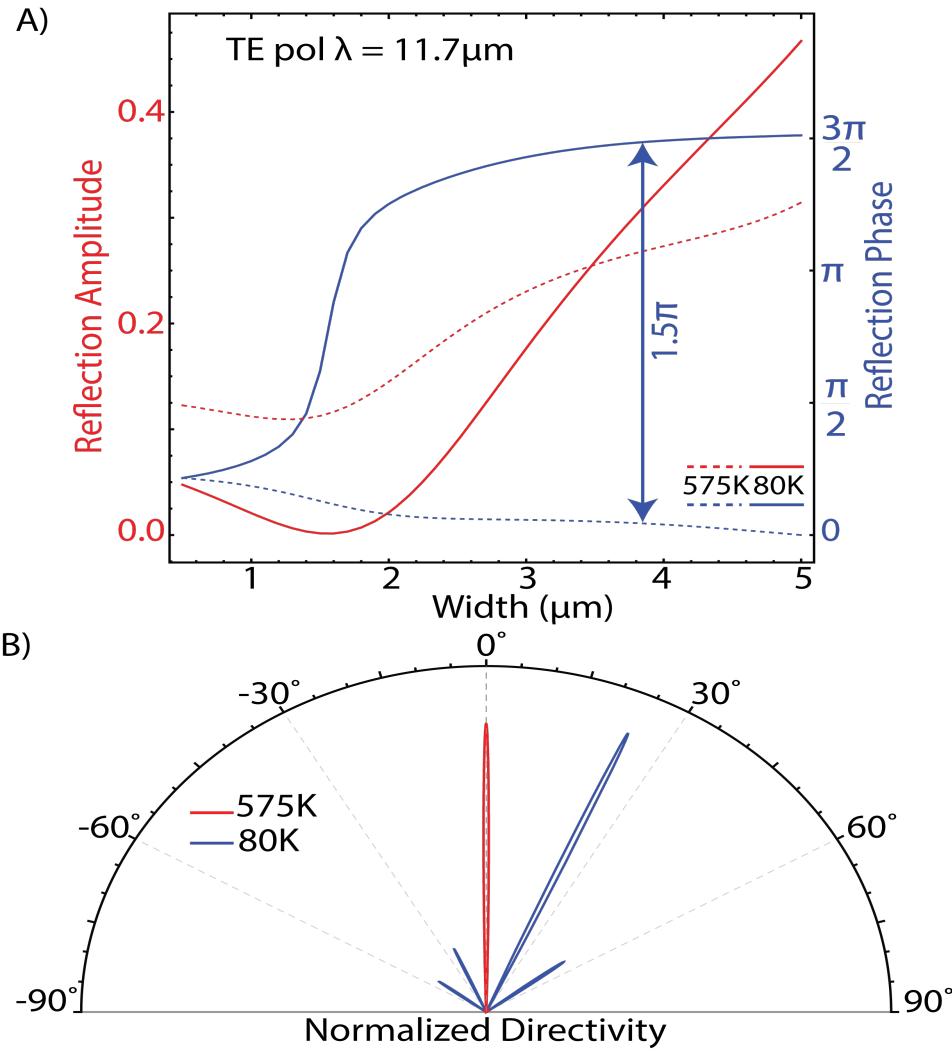 A)
TE pol λ = 11.7μm
Reflection Amplitude
0.4
0.2
0.0
3π
2
π
π
2
0
Reflection Phase
1.5π
575K 80K
1 2 3 4 5
Width (μm)
B)
0°
-30° 30°
-60° 60°
-90° 90°
575K
80K
Normalized Directivity